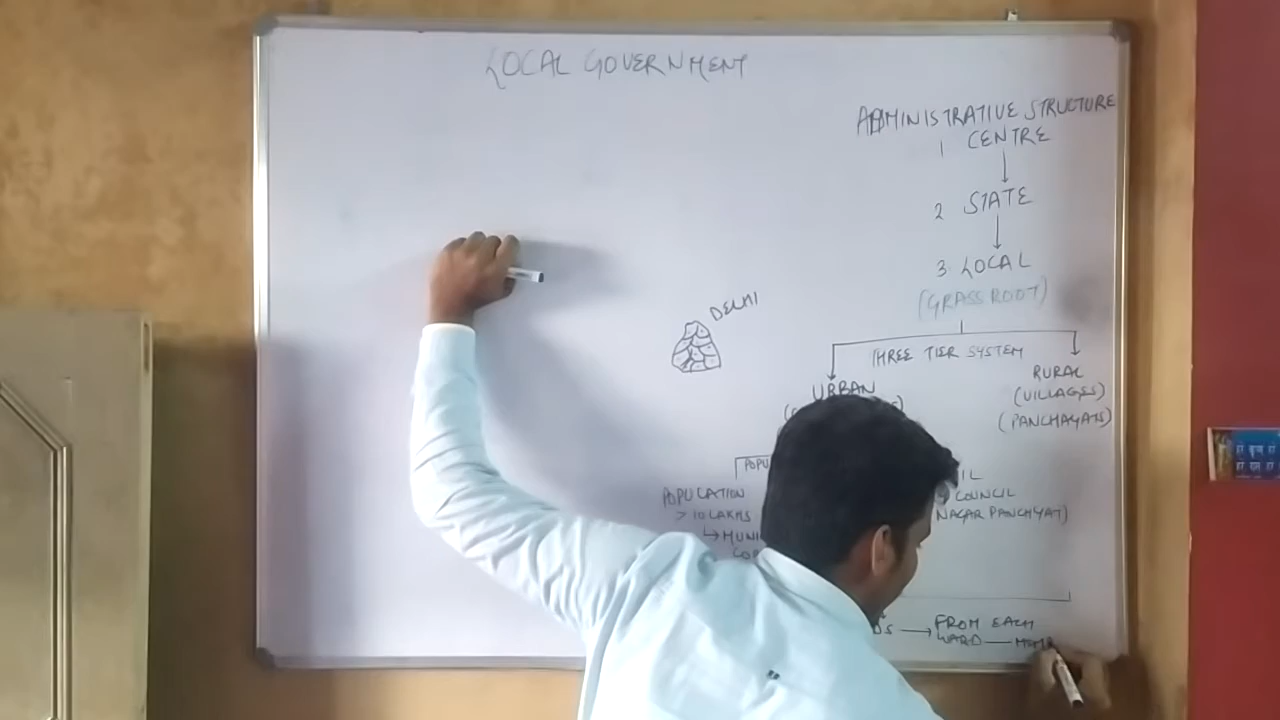 LOCAL GOVERNMENT
ADMINISTRATIVE STRUCTURE
1 CENTRE
2 STATE
3. LOCAL
(GRASS ROOT)
DELHI
THREE TIER SYSTEM
URBAN
RURAL
(VILLAGES)
(PANCHAYATS)
POPULATION
> 10 LAKHS
COUNCIL
NAGAR PANCHYAT)
FROM EACH
WARD